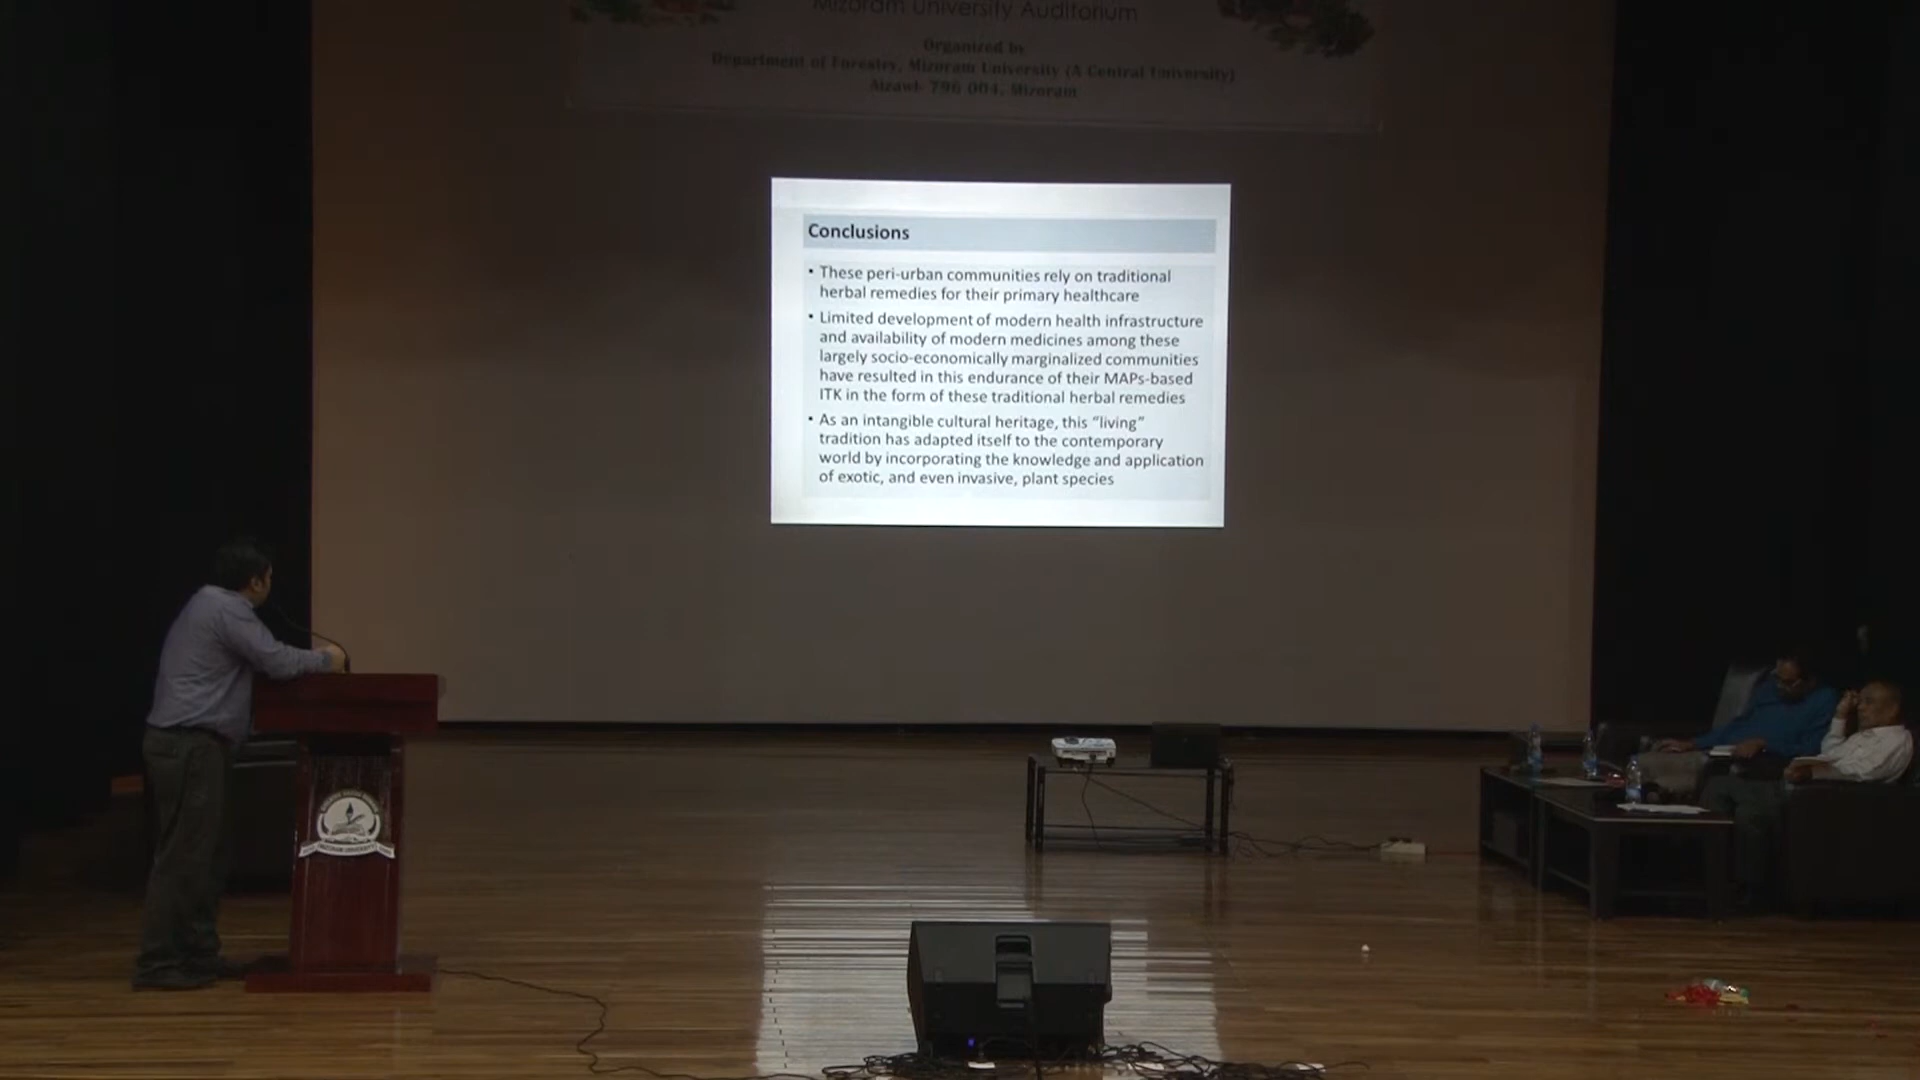 Mizoram University Auditorium
Organized by
Department of Forestry, Mizoram University (A Central University)
Aizawl- 796 004, Mizoram
Conclusions
• These peri-urban communities rely on traditional
herbal remedies for their primary healthcare
• Limited development of modern health infrastructure
and availability of modern medicines among these
largely socio-economically marginalized communities
have resulted in this endurance of their MAPs-based
ITK in the form of these traditional herbal remedies
• As an intangible cultural heritage, this “living”
tradition has adapted itself to the contemporary
world by incorporating the knowledge and application
of exotic, and even invasive, plant species
MIZORAM UNIVERSITY